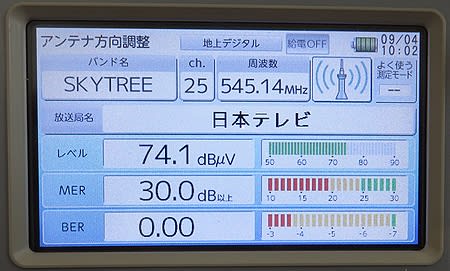 アンテナ方向調整 地上デジタル 給電OFF 09/04 10:02
バンド名 ch. 周波数 よく使う測定モード
SKYTREE 25 545.14MHz --
放送局名 日本テレビ
レベル 74.1 dBμV 50 60 70 80 90
MER 30.0 dB以上 10 15 20 25 30
BER 0.00 -3 -4 -5 -6 -7